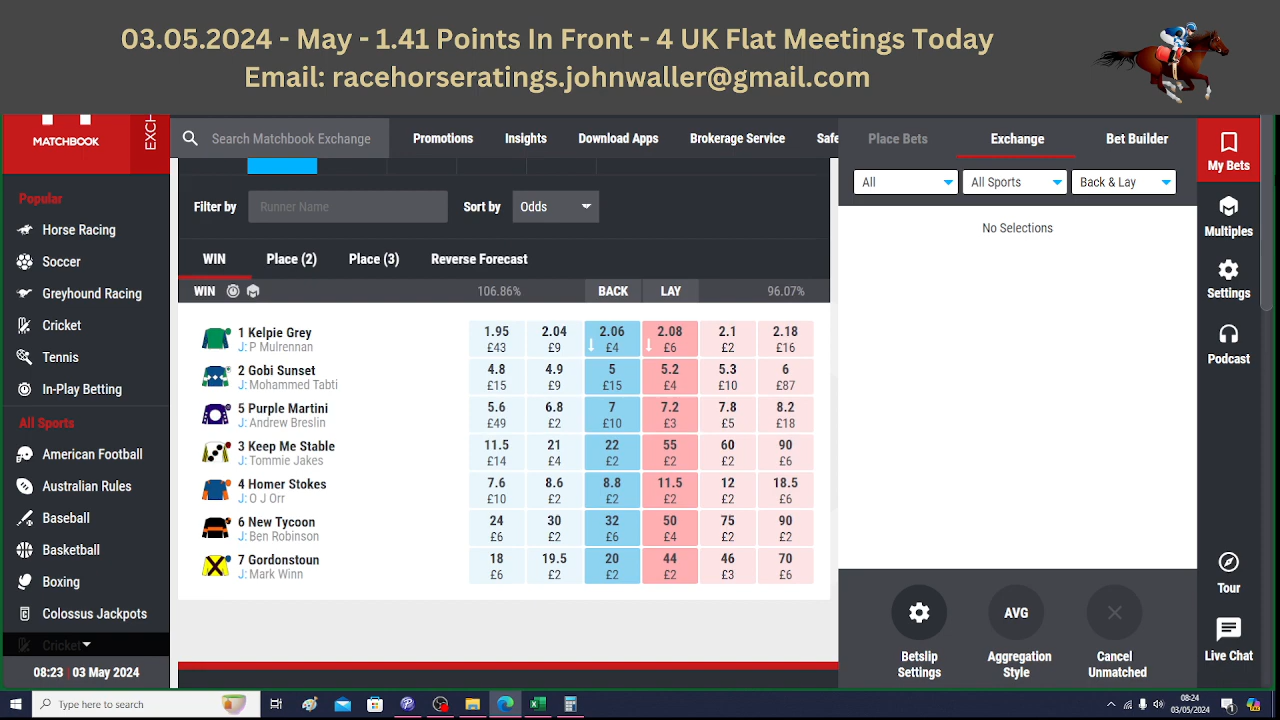 03.05.2024 - May - 1.41 Points In Front - 4 UK Flat Meetings Today
Email: racehorseratings.johnwaller@gmail.com
MATCHBOOK
EXCH
Search Matchbook Exchange
Promotions
Insights
Download Apps
Brokerage Service
Safe
Place Bets
Exchange
Bet Builder
My Bets
All
All Sports
Back & Lay
No Selections
Multiples
Settings
Podcast
Tour
Live Chat
Popular
Horse Racing
Soccer
Greyhound Racing
Cricket
Tennis
In-Play Betting
All Sports
American Football
Australian Rules
Baseball
Basketball
Boxing
Colossus Jackpots
Cricket
08:23 | 03 May 2024
Filter by
Runner Name
Sort by
Odds
WIN
Place (2)
Place (3)
Reverse Forecast
WIN 106.86% BACK LAY 96.07%
1 Kelpie Grey 1.95 2.04 2.06 2.08 2.1 2.18
J: P Mulrennan £43 £9 £4 £6 £2 £16
2 Gobi Sunset 4.8 4.9 5 5.2 5.3 6
J: Mohammed Tabti £15 £9 £15 £4 £10 £87
5 Purple Martini 5.6 6.8 7 7.2 7.8 8.2
J: Andrew Breslin £49 £2 £10 £3 £5 £18
3 Keep Me Stable 11.5 21 22 55 60 90
J: Tommie Jakes £14 £4 £2 £2 £2 £6
4 Homer Stokes 7.6 8.6 8.8 11.5 12 18.5
J: O J Orr £10 £2 £2 £2 £2 £6
6 New Tycoon 24 30 32 50 75 90
J: Ben Robinson £6 £2 £6 £4 £2 £2
7 Gordonstoun 18 19.5 20 44 46 70
J: Mark Winn £6 £2 £2 £2 £3 £6
AVG
Betslip
Settings
Aggregation
Style
Cancel
Unmatched
Type here to search
08:24
03/05/2024